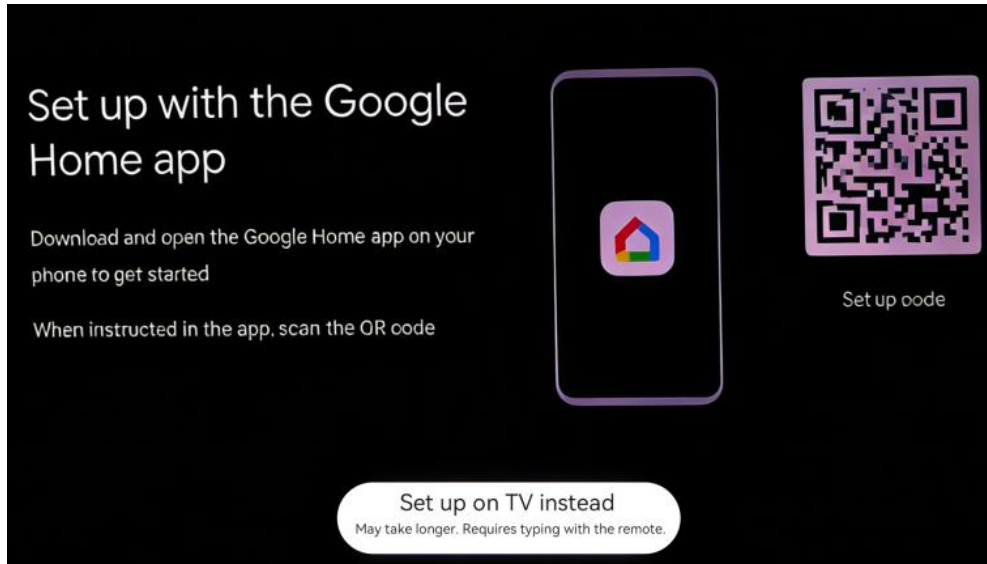 Set up with the Google
Home app
Download and open the Google Home app on your
phone to get started
When instructed in the app, scan the QR code
Set up code
Set up on TV instead
May take longer. Requires typing with the remote.